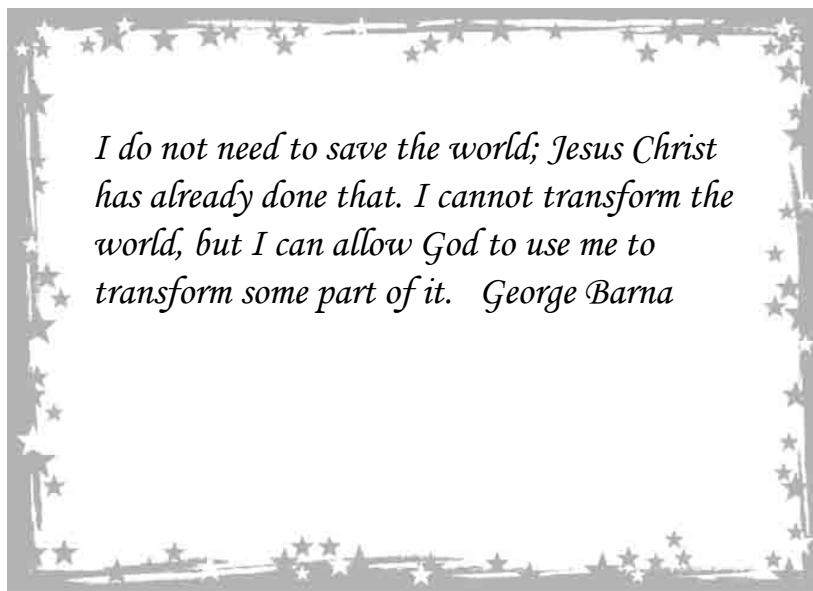 I do not need to save the world; Jesus Christ
has already done that. I cannot transform the
world, but I can allow God to use me to
transform some part of it.   George Barna